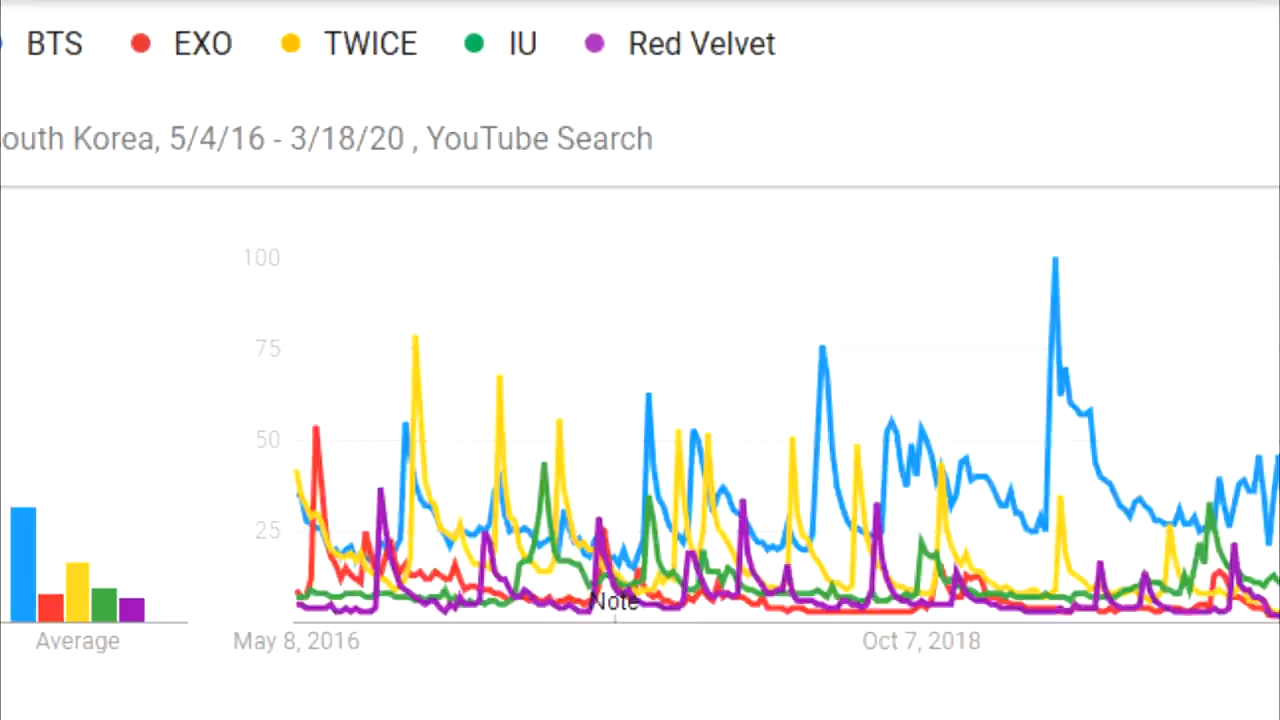 BTS EXO TWICE IU Red Velvet
outh Korea, 5/4/16 - 3/18/20 , YouTube Search
100
75
50
25
Note
Average May 8, 2016 Oct 7, 2018